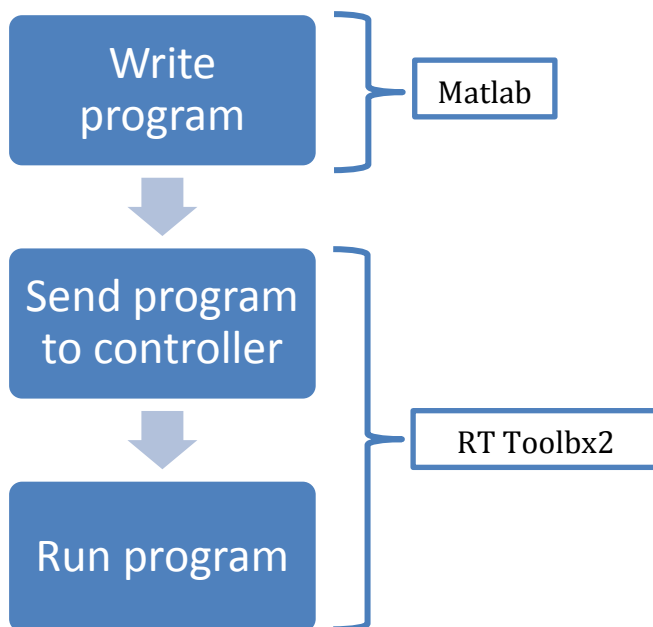 Write
program
Matlab
Send program
to controller
RT Toolbx2
Run program